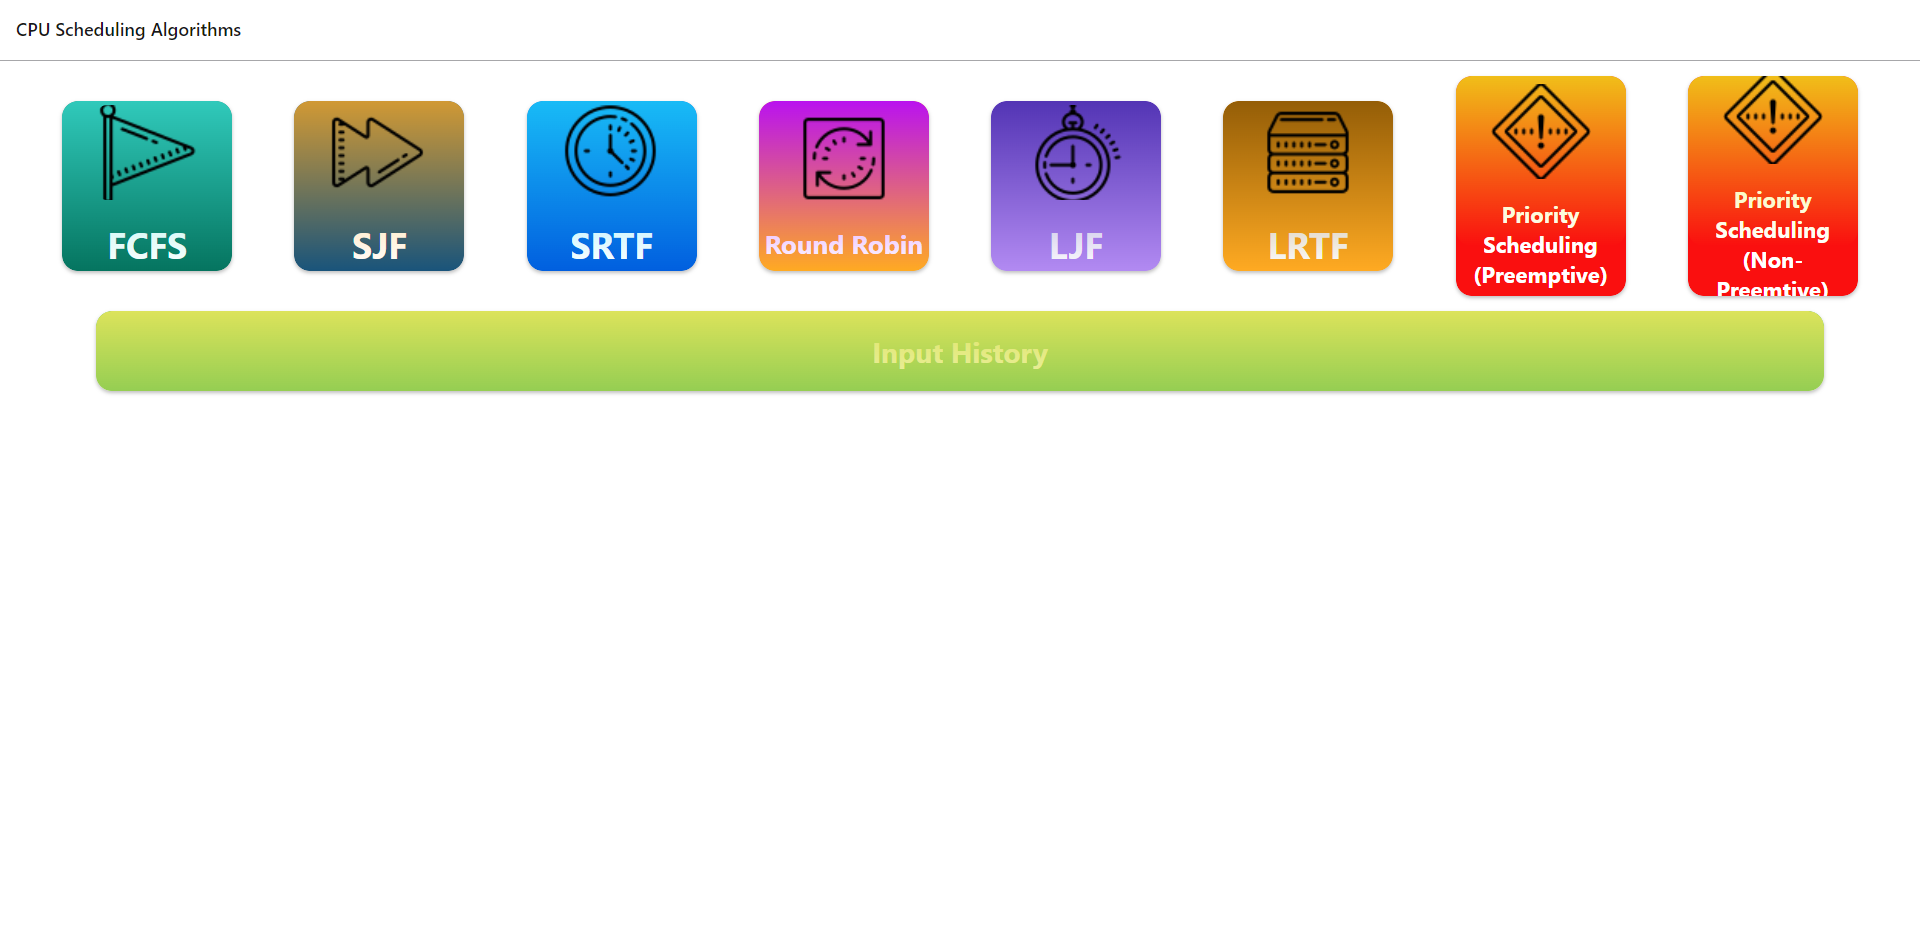 CPU Scheduling Algorithms
FCFS
SJF
SRTF
Round Robin
LJF
LRTF
Priority
Scheduling
(Preemptive)
Priority
Scheduling
(Non-
Preemtive)
Input History